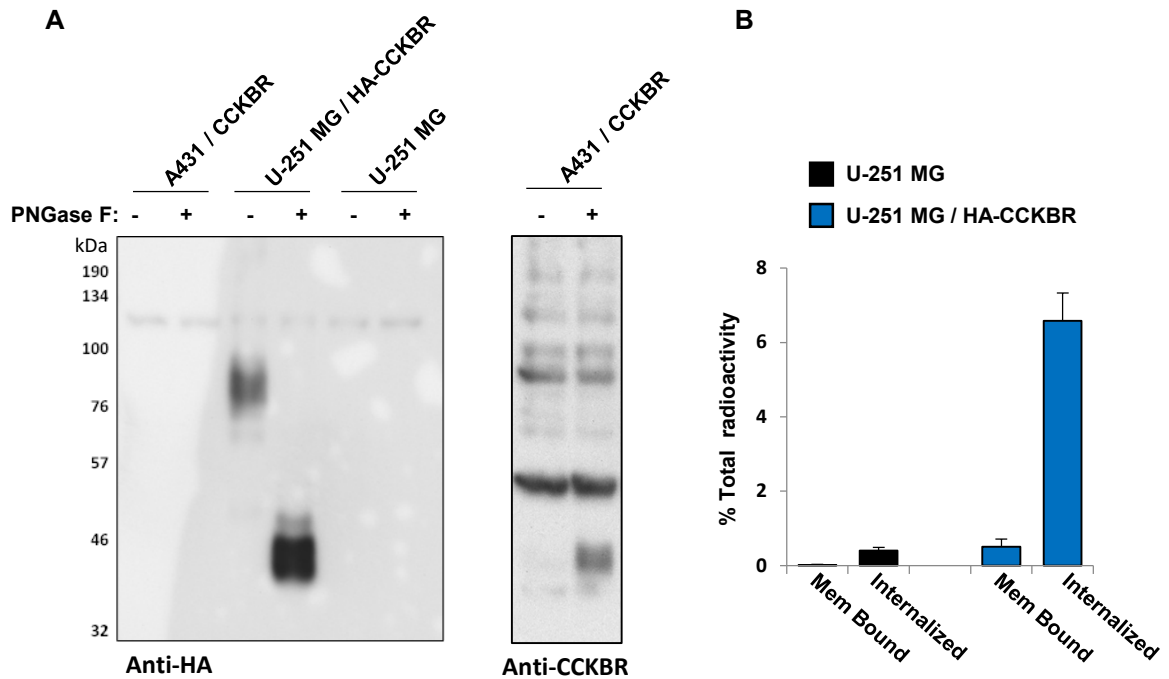 A
B
A431 / CCKBR
U-251 MG / HA-CCKBR
U-251 MG
A431 / CCKBR
PNGase F: - + - + - +
- +
kDa
190
134
100
76
57
46
32
Anti-HA
Anti-CCKBR
U-251 MG
U-251 MG / HA-CCKBR
% Total radioactivity
8
6
4
2
0
Mem Bound
Internalized
Mem Bound
Internalized